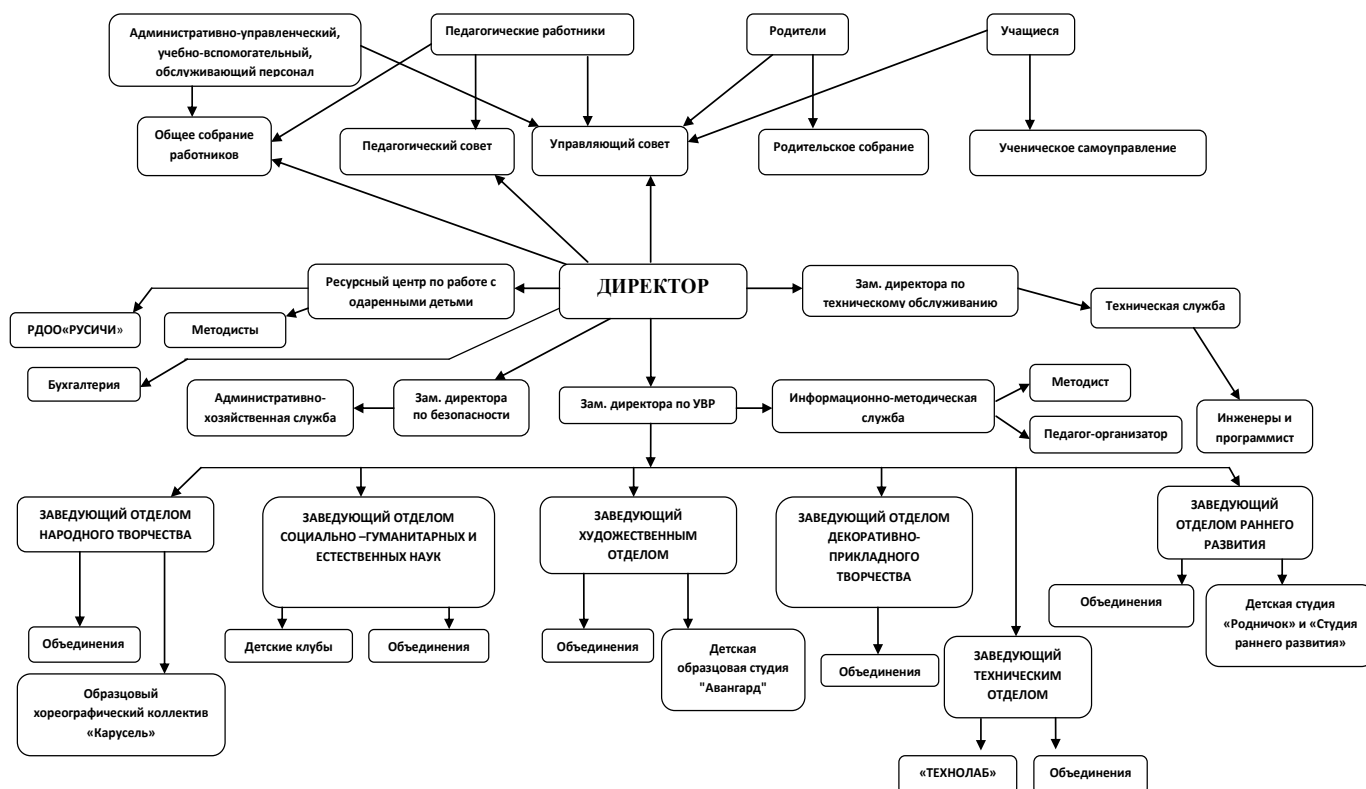 Административно-управленческий,
учебно-вспомогательный,
обслуживающий персонал
Педагогические работники
Родители
Учащиеся
Общее собрание
работников
Педагогический совет
Управляющий совет
Родительское собрание
Ученическое самоуправление
Ресурсный центр по работе с
одаренными детьми
ДИРЕКТОР
Зам. директора по
техническому обслуживанию
РДОО«РУСИЧИ»
Методисты
Техническая служба
Бухгалтерия
Административно-
хозяйственная служба
Зам. директора
по безопасности
Зам. директора по УВР
Информационно-методическая
служба
Методист
Педагог-организатор
Инженеры и
программист
ЗАВЕДУЮЩИЙ ОТДЕЛОМ
НАРОДНОГО ТВОРЧЕСТВА
ЗАВЕДУЮЩИЙ ОТДЕЛОМ
СОЦИАЛЬНО –ГУМАНИТАРНЫХ И
ЕСТЕСТВЕННЫХ НАУК
ЗАВЕДУЮЩИЙ
ХУДОЖЕСТВЕННЫМ
ОТДЕЛОМ
ЗАВЕДУЮЩИЙ ОТДЕЛОМ
ДЕКОРАТИВНО-
ПРИКЛАДНОГО
ТВОРЧЕСТВА
ЗАВЕДУЮЩИЙ
ОТДЕЛОМ РАННЕГО
РАЗВИТИЯ
Объединения
Детские клубы
Объединения
Объединения
Детская
образцовая студия
"Авангард"
Объединения
ЗАВЕДУЮЩИЙ
ТЕХНИЧЕСКИМ
ОТДЕЛОМ
Объединения
Детская студия
«Родничок» и «Студия
раннего развития»
Образцовый
хореографический коллектив
«Карусель»
«ТЕХНОЛАБ»
Объединения